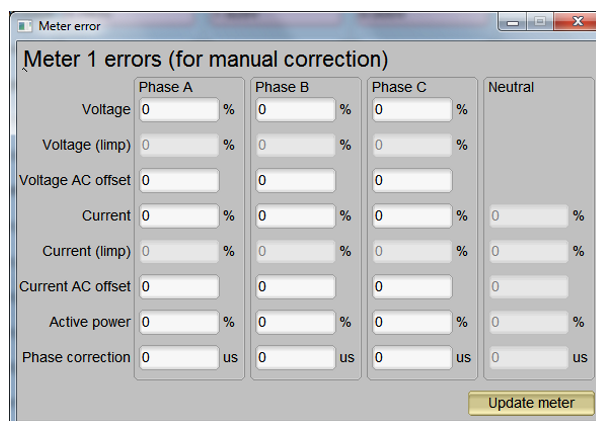 Meter error
Meter 1 errors (for manual correction)
Phase A Phase B Phase C Neutral
Voltage 0 % 0 % 0 %
Voltage (limp) 0 % 0 % 0 %
Voltage AC offset 0 0 0
Current 0 % 0 % 0 % 0 %
Current (limp) 0 % 0 % 0 % 0 %
Current AC offset 0 0 0 0
Active power 0 % 0 % 0 % 0 %
Phase correction 0 us 0 us 0 us 0 us
Update meter